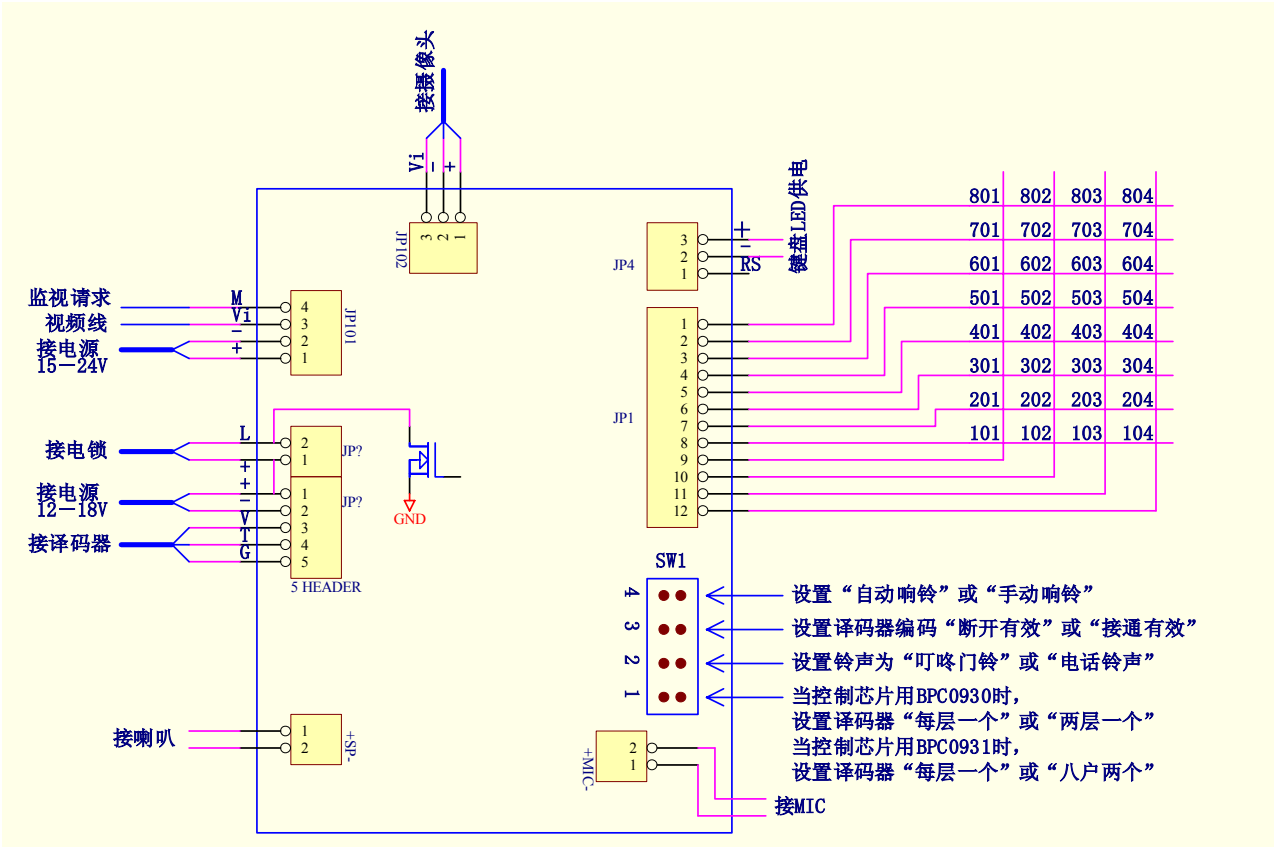 接摄像头
Vi - +
3 2 1
JP102
键盘LED供电
+
-
RS
3
2
1
JP4
801 802 803 804
701 702 703 704
601 602 603 604
501 502 503 504
401 402 403 404
301 302 303 304
201 202 203 204
101 102 103 104
监视请求 M 4
视频线 Vi 3
接电源 - 2
15－24V + 1
JP101
JP1
1
2
3
4
5
6
7
8
9
10
11
12
接电锁 L 2
+ 1
JP?
接电源 + 1
12－18V - 2
JP?
V 3
接译码器 T 4
G 5
5 HEADER
GND
SW1
4 设置“自动响铃”或“手动响铃”
3 设置译码器编码“断开有效”或“接通有效”
2 设置铃声为“叮咚门铃”或“电话铃声”
1 当控制芯片用BPC0930时，
设置译码器“每层一个”或“两层一个”
当控制芯片用BPC0931时，
设置译码器“每层一个”或“八户两个”
接喇叭
1
2
+SP-
+MIC-
2
1
接MIC